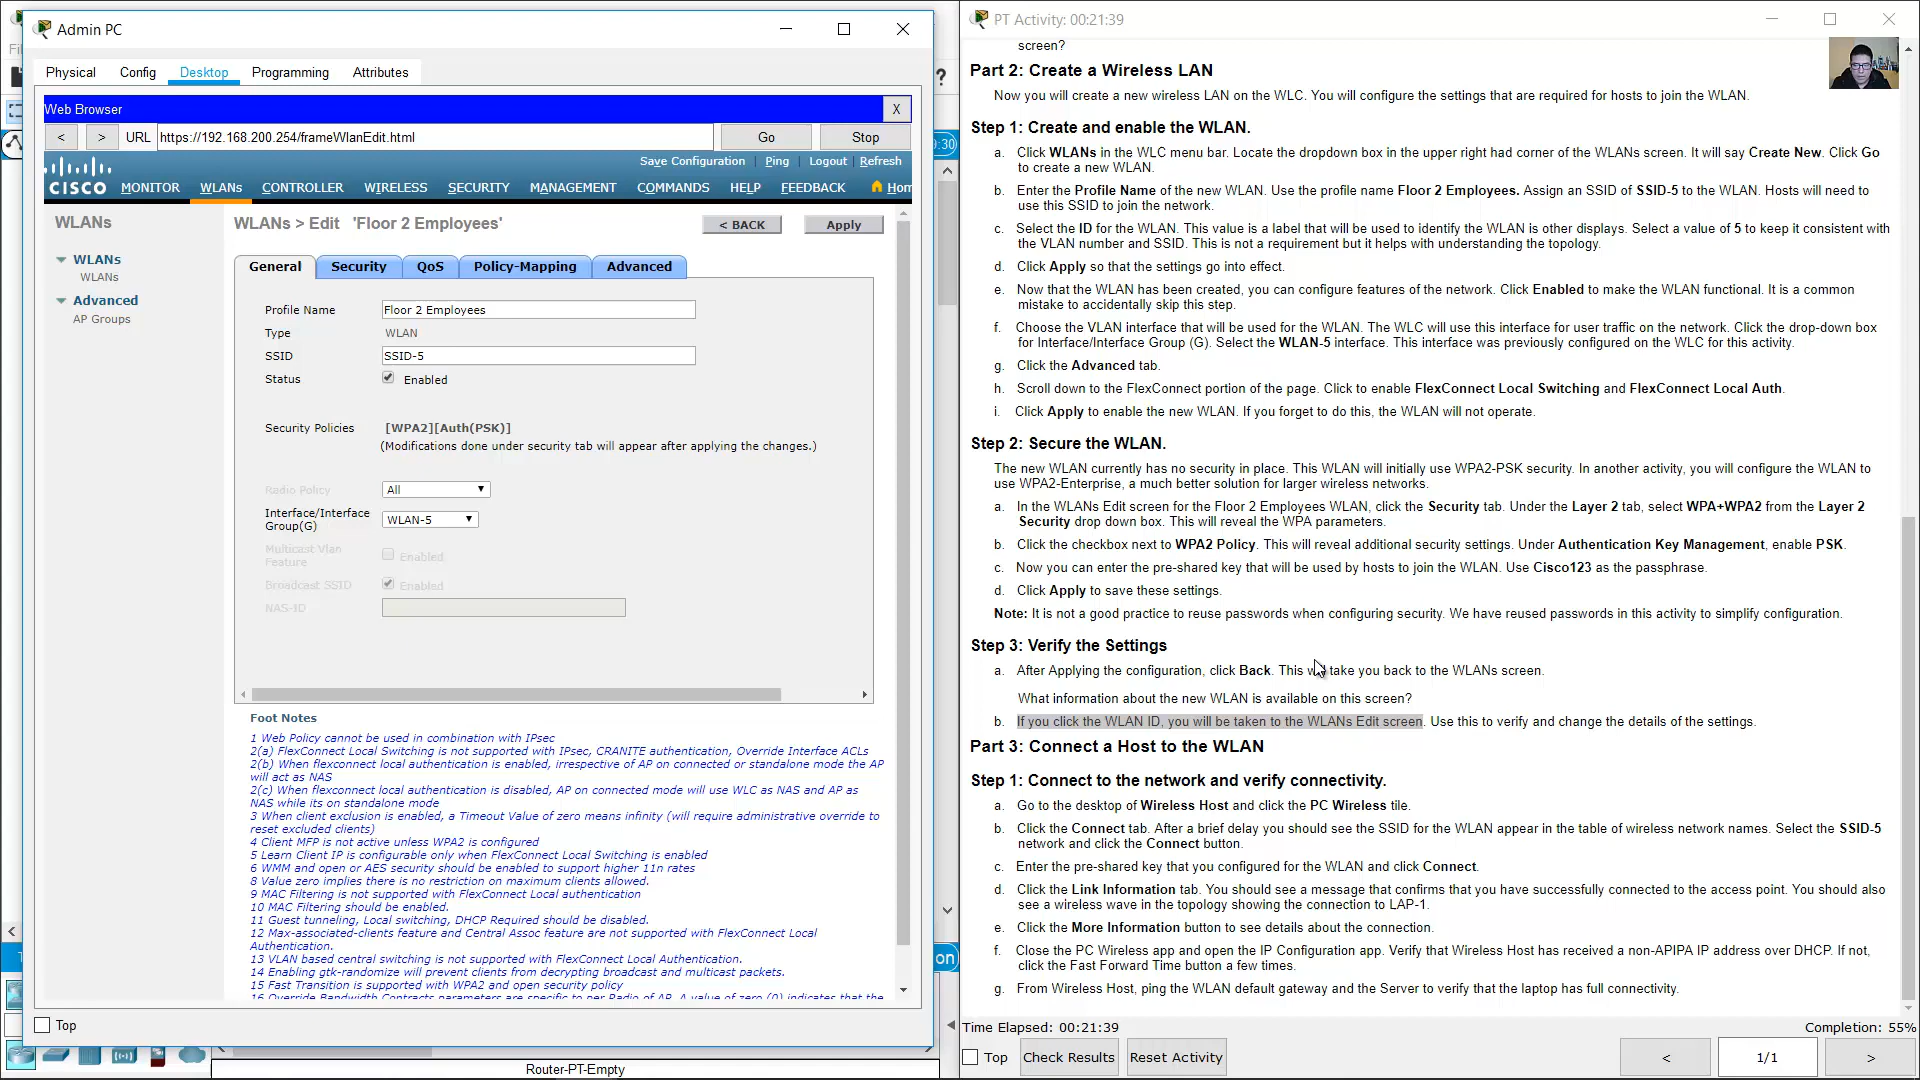 Admin PC
Physical Config Desktop Programming Attributes
Web Browser X
< > URL https://192.168.200.254/frameWlanEdit.html Go Stop
Save Configuration | Ping | Logout | Refresh
CISCO MONITOR WLANs CONTROLLER WIRELESS SECURITY MANAGEMENT COMMANDS HELP FEEDBACK Hom
WLANs
WLANs
WLANs
Advanced
AP Groups
WLANs > Edit 'Floor 2 Employees' < BACK Apply
General Security QoS Policy-Mapping Advanced
Profile Name Floor 2 Employees
Type WLAN
SSID SSID-5
Status Enabled
Security Policies [WPA2][Auth(PSK)]
(Modifications done under security tab will appear after applying the changes.)
Radio Policy All
Interface/Interface
Group(G) WLAN-5
Multicast Vlan
Feature Enabled
Broadcast SSID Enabled
NAS-ID
Foot Notes
1 Web Policy cannot be used in combination with IPsec
2(a) FlexConnect Local Switching is not supported with IPsec, CRANITE authentication, Override Interface ACLs
2(b) When flexconnect local authentication is enabled, irrespective of AP on connected or standalone mode the AP
will act as NAS
2(c) When flexconnect local authentication is disabled, AP on connected mode will use WLC as NAS and AP as
NAS while its on standalone mode
3 When client exclusion is enabled, a Timeout Value of zero means infinity (will require administrative override to
reset excluded clients)
4 Client MFP is not active unless WPA2 is configured
5 Learn Client IP is configurable only when FlexConnect Local Switching is enabled
6 WMM and open or AES security should be enabled to support higher 11n rates
8 Value zero implies there is no restriction on maximum clients allowed.
9 MAC Filtering is not supported with FlexConnect Local authentication
10 MAC Filtering should be enabled.
11 Guest tunneling, Local switching, DHCP Required should be disabled.
12 Max-associated-clients feature and Central Assoc feature are not supported with FlexConnect Local
Authentication.
13 VLAN based central switching is not supported with FlexConnect Local Authentication.
14 Enabling gtk-randomize will prevent clients from decrypting broadcast and multicast packets.
15 Fast Transition is supported with WPA2 and open security policy
16 Override Bandwidth Contracts parameters are specific to per Radio of AP. A value of zero (0) indicates that the
Top
Router-PT-Empty
?
:30
on
PT Activity: 00:21:39
screen?
Part 2: Create a Wireless LAN
Now you will create a new wireless LAN on the WLC. You will configure the settings that are required for hosts to join the WLAN.
Step 1: Create and enable the WLAN.
a. Click WLANs in the WLC menu bar. Locate the dropdown box in the upper right had corner of the WLANs screen. It will say Create New. Click Go
to create a new WLAN.
b. Enter the Profile Name of the new WLAN. Use the profile name Floor 2 Employees. Assign an SSID of SSID-5 to the WLAN. Hosts will need to
use this SSID to join the network.
c. Select the ID for the WLAN. This value is a label that will be used to identify the WLAN is other displays. Select a value of 5 to keep it consistent with
the VLAN number and SSID. This is not a requirement but it helps with understanding the topology.
d. Click Apply so that the settings go into effect.
e. Now that the WLAN has been created, you can configure features of the network. Click Enabled to make the WLAN functional. It is a common
mistake to accidentally skip this step.
f. Choose the VLAN interface that will be used for the WLAN. The WLC will use this interface for user traffic on the network. Click the drop-down box
for Interface/Interface Group (G). Select the WLAN-5 interface. This interface was previously configured on the WLC for this activity.
g. Click the Advanced tab.
h. Scroll down to the FlexConnect portion of the page. Click to enable FlexConnect Local Switching and FlexConnect Local Auth.
i. Click Apply to enable the new WLAN. If you forget to do this, the WLAN will not operate.
Step 2: Secure the WLAN.
The new WLAN currently has no security in place. This WLAN will initially use WPA2-PSK security. In another activity, you will configure the WLAN to
use WPA2-Enterprise, a much better solution for larger wireless networks.
a. In the WLANs Edit screen for the Floor 2 Employees WLAN, click the Security tab. Under the Layer 2 tab, select WPA+WPA2 from the Layer 2
Security drop down box. This will reveal the WPA parameters.
b. Click the checkbox next to WPA2 Policy. This will reveal additional security settings. Under Authentication Key Management, enable PSK.
c. Now you can enter the pre-shared key that will be used by hosts to join the WLAN. Use Cisco123 as the passphrase.
d. Click Apply to save these settings.
Note: It is not a good practice to reuse passwords when configuring security. We have reused passwords in this activity to simplify configuration.
Step 3: Verify the Settings
a. After Applying the configuration, click Back. This take you back to the WLANs screen.
What information about the new WLAN is available on this screen?
b. If you click the WLAN ID, you will be taken to the WLANs Edit screen. Use this to verify and change the details of the settings.
Part 3: Connect a Host to the WLAN
Step 1: Connect to the network and verify connectivity.
a. Go to the desktop of Wireless Host and click the PC Wireless tile.
b. Click the Connect tab. After a brief delay you should see the SSID for the WLAN appear in the table of wireless network names. Select the SSID-5
network and click the Connect button.
c. Enter the pre-shared key that you configured for the WLAN and click Connect.
d. Click the Link Information tab. You should see a message that confirms that you have successfully connected to the access point. You should also
see a wireless wave in the topology showing the connection to LAP-1.
e. Click the More Information button to see details about the connection.
f. Close the PC Wireless app and open the IP Configuration app. Verify that Wireless Host has received a non-APIPA IP address over DHCP. If not,
click the Fast Forward Time button a few times.
g. From Wireless Host, ping the WLAN default gateway and the Server to verify that the laptop has full connectivity.
Time Elapsed: 00:21:39 Completion: 55%
Top Check Results Reset Activity < 1/1 >